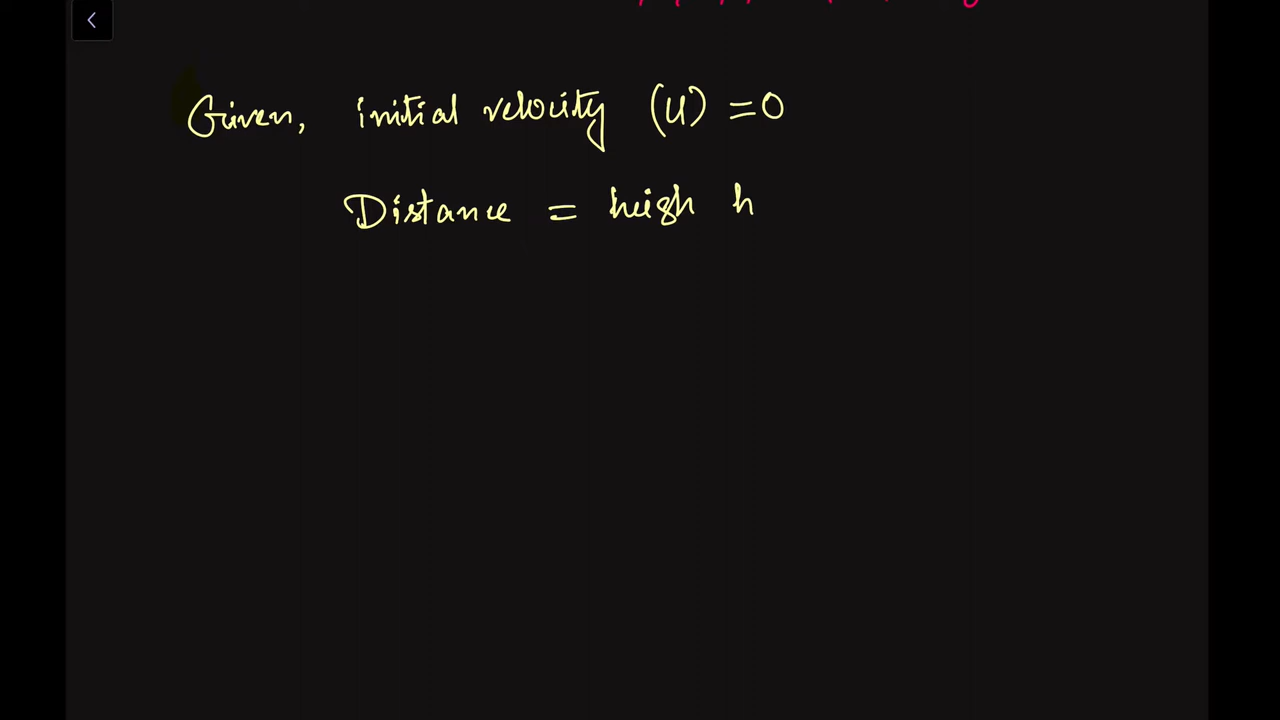 Given, initial velocity (u) = 0
Distance = heigh h